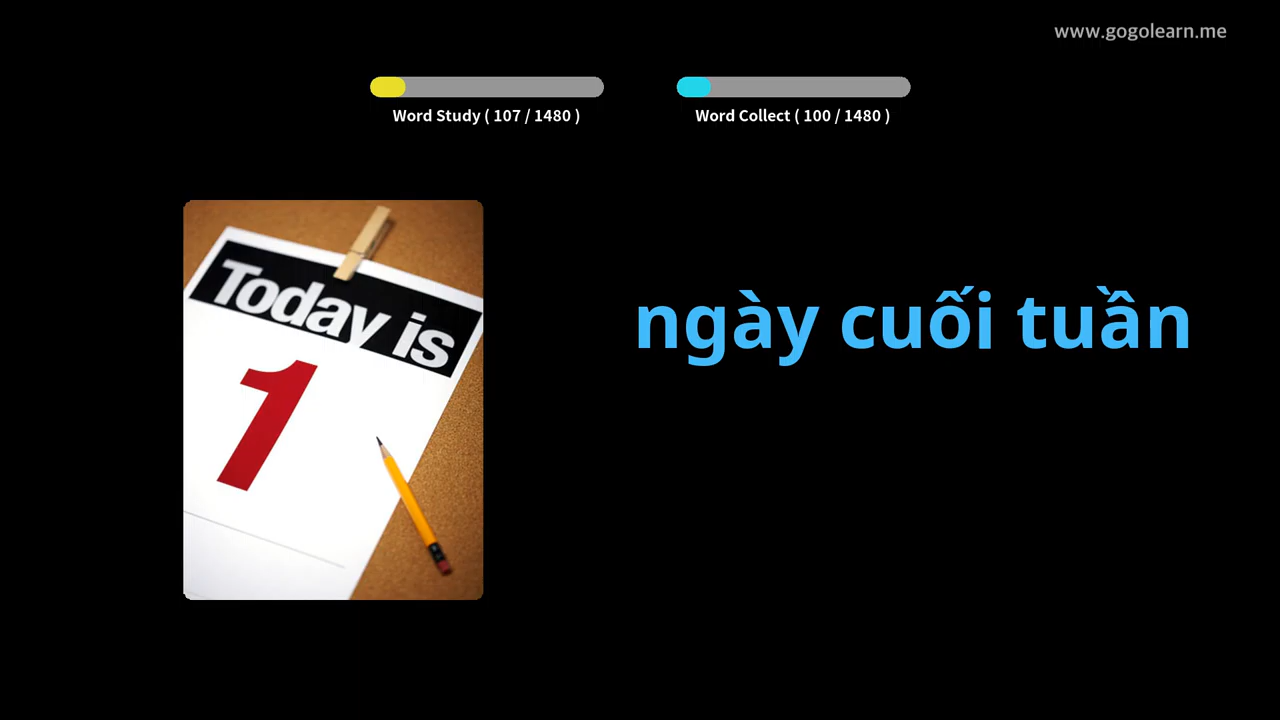 www.gogolearn.me
Word Study ( 107 / 1480 )
Word Collect ( 100 / 1480 )
Today is
1
ngày cuối tuần